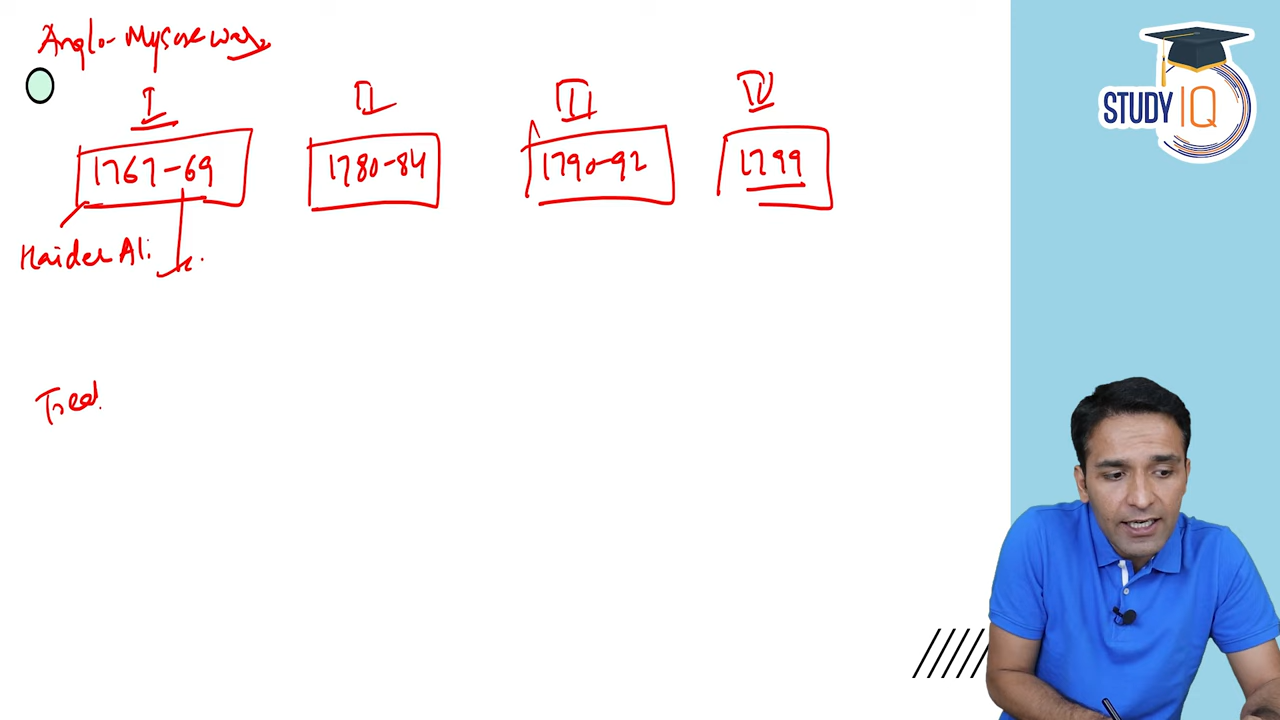 Anglo-Mysore wars
I II III IV
1767-69 1780-84 1790-92 1799
Haider Ali
STUDY IQ